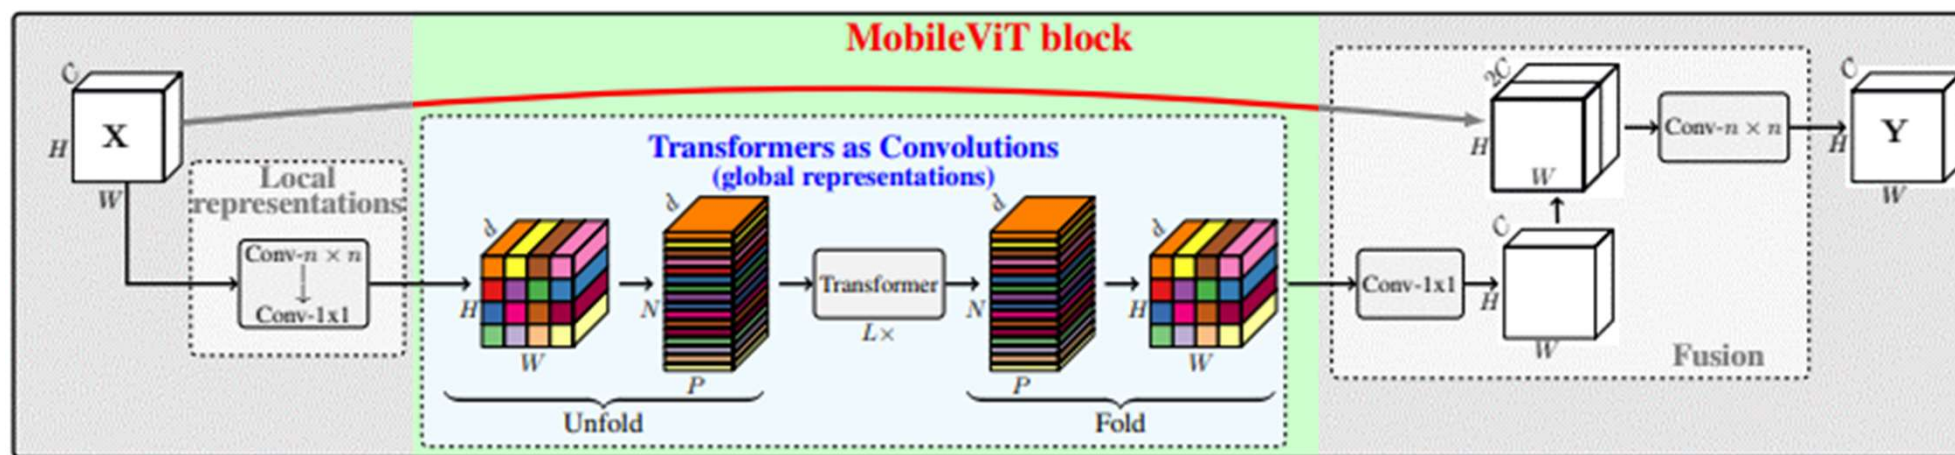 MobileViT block
C
X
H
W
Local
representations
Conv-n × n
Conv-1x1
Transformers as Convolutions
(global representations)
d
H
W
d
N
P
Unfold
Transformer
L×
d
N
P
d
H
W
Fold
Conv-1x1
C
H
W
2C
H
W
Conv-n × n
Fusion
C
H
Y
W